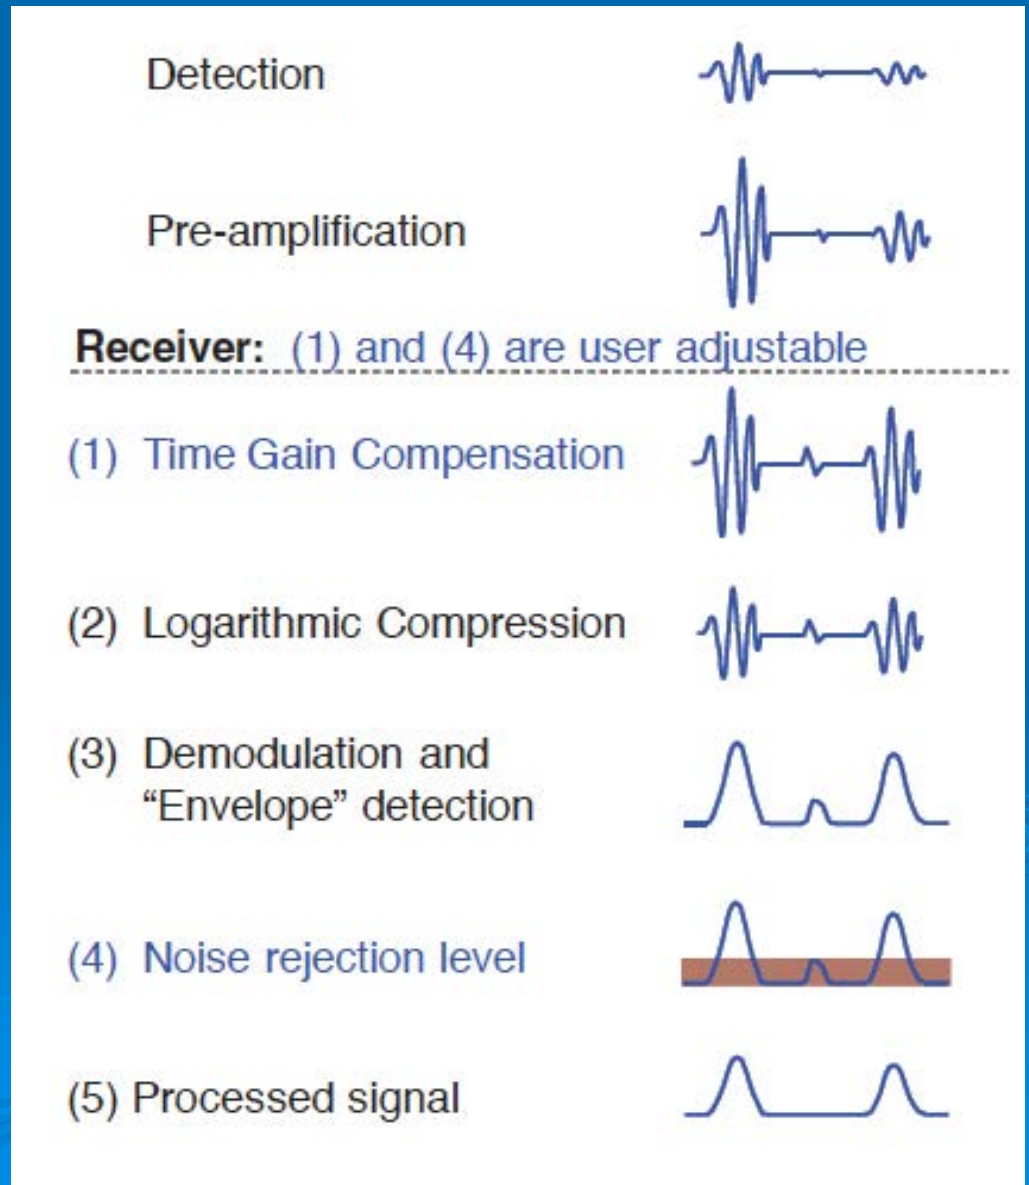 Detection
Pre-amplification
Receiver: (1) and (4) are user adjustable
(1) Time Gain Compensation
(2) Logarithmic Compression
(3) Demodulation and
“Envelope” detection
(4) Noise rejection level
(5) Processed signal